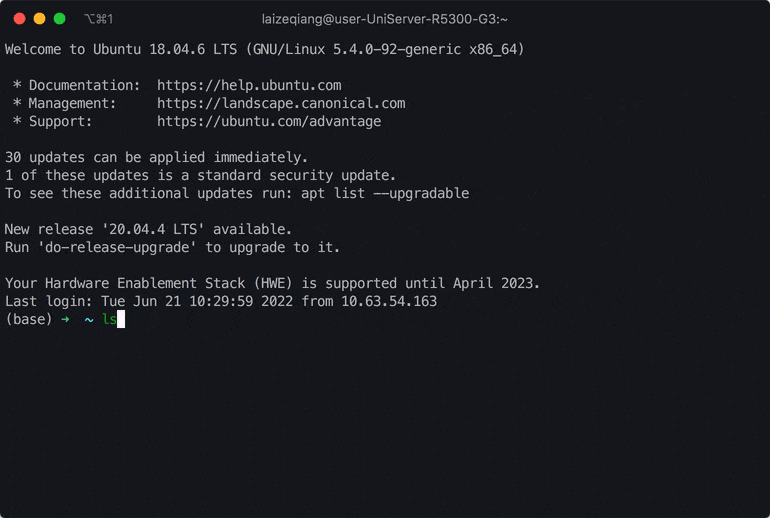 ⌥⌘1 laizeqiang@user-UniServer-R5300-G3:~
Welcome to Ubuntu 18.04.6 LTS (GNU/Linux 5.4.0-92-generic x86_64)
* Documentation: https://help.ubuntu.com
* Management: https://landscape.canonical.com
* Support: https://ubuntu.com/advantage
30 updates can be applied immediately.
1 of these updates is a standard security update.
To see these additional updates run: apt list --upgradable
New release '20.04.4 LTS' available.
Run 'do-release-upgrade' to upgrade to it.
Your Hardware Enablement Stack (HWE) is supported until April 2023.
Last login: Tue Jun 21 10:29:59 2022 from 10.63.54.163
(base) → ~ ls